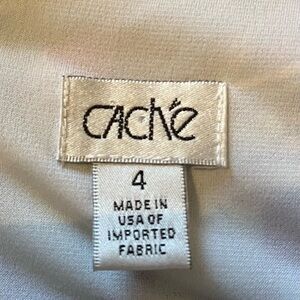 CAChé
4
MADE IN
USA OF
IMPORTED
FABRIC